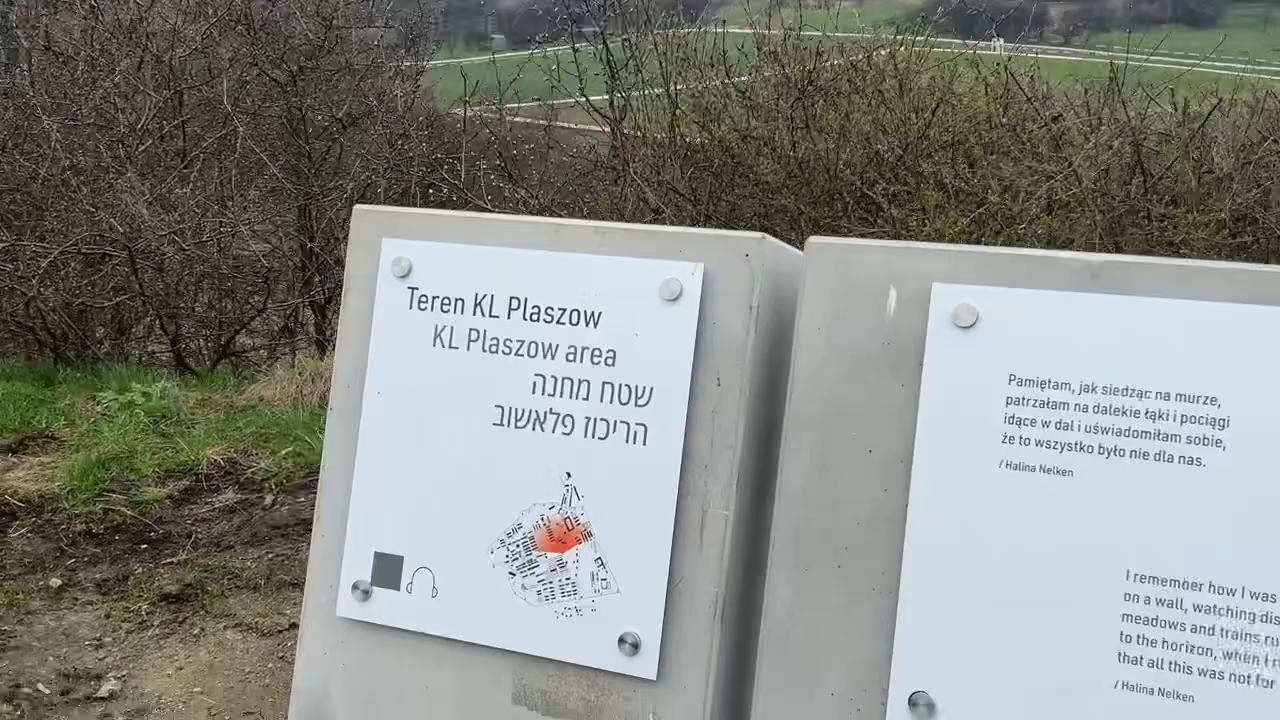 Teren KL Plaszow
KL Plaszow area
שטח מחנה
הריכוז פלאשוב
Pamiętam, jak siedząc na murze,
patrzałam na dalekie łąki i pociągi
idące w dal i uświadomiłam sobie,
że to wszystko było nie dla nas.
/ Halina Nelken
I remember how I was
on a wall, watching
meadows and trains
to the horizon, when I
that all this was not for
/ Halina Nelken